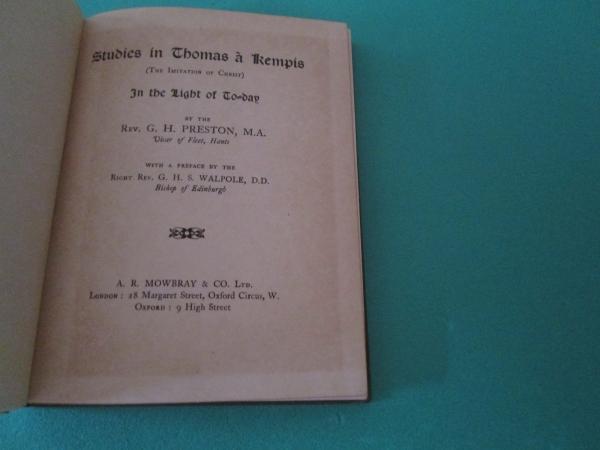 Studies in Thomas à Kempis
(The Imitation of Christ)
In the Light of To-day
BY THE
Rev. G. H. PRESTON, M.A.
Vicar of Fleet, Hants
WITH A PREFACE BY THE
Right Rev. G. H. S. WALPOLE, D.D.
Bishop of Edinburgh
A. R. MOWBRAY & CO. Ltd.
London : 28 Margaret Street, Oxford Circus, W.
Oxford : 9 High Street